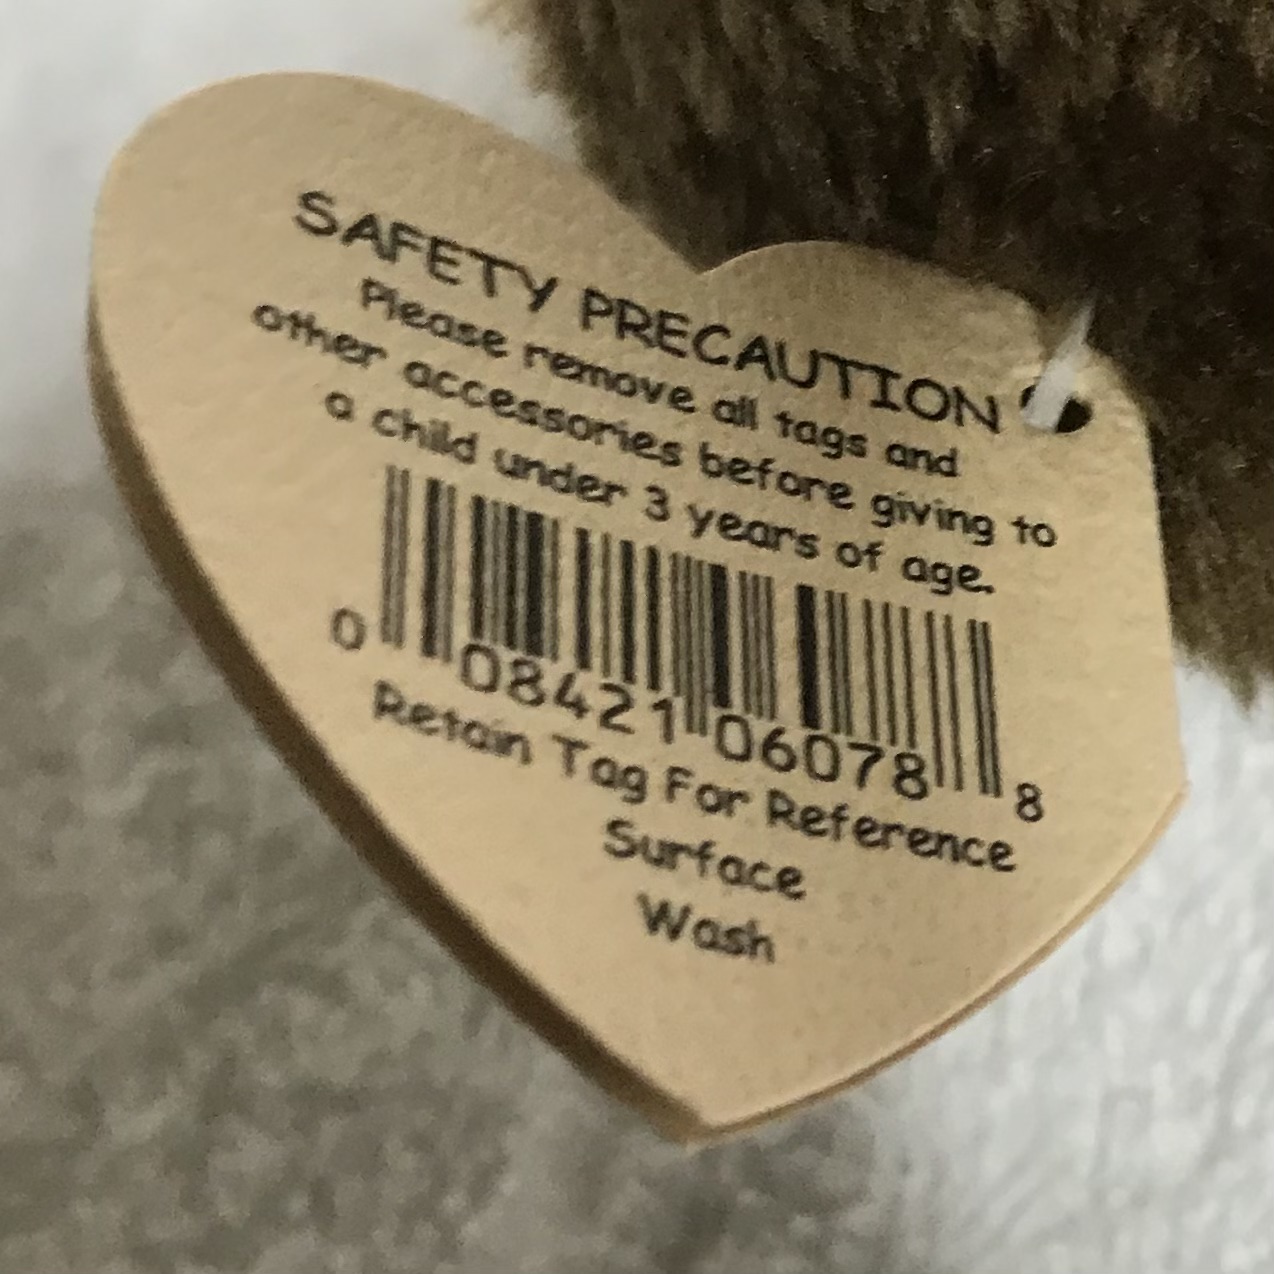 SAFETY PRECAUTION
Please remove all tags and
other accessories before giving to
a child under 3 years of age.
0 08421 06078 8
Retain Tag For Reference
Surface
Wash